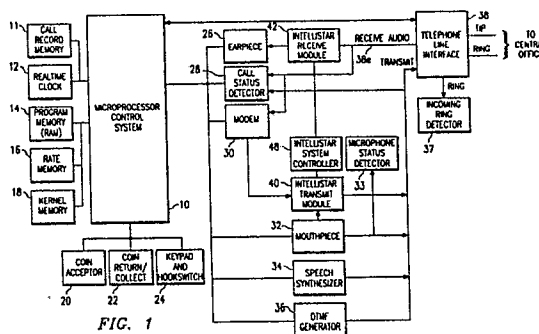 11
CALL
RECORD
MEMORY
12
REALTIME
CLOCK
14
PROGRAM
MEMORY
(RAM)
16
RATE
MEMORY
18
KERNEL
MEMORY
MICROPROCESSOR
CONTROL
SYSTEM
10
COIN
ACCEPTOR
20
COIN
RETURN/
COLLECT
22
KEYPAD
AND
HOOKSWITCH
24
26
EARPIECE
28
CALL
STATUS
DETECTOR
MODEM
30
42
INTELLISTAR
RECEIVE
MODULE
RECEIVE AUDIO
38e
TRANSMIT
48
INTELLISTAR
SYSTEM
CONTROLLER
MICROPHONE
STATUS
DETECTOR
33
40
INTELLISTAR
TRANSMIT
MODULE
32
MOUTHPIECE
34
SPEECH
SYNTHESIZER
36
DTMF
GENERATOR
38
TELEPHONE
LINE
INTERFACE
TIP
RING
TO
CENTRAL
OFFICE
RING
INCOMING
RING
DETECTOR
37
FIG. 1